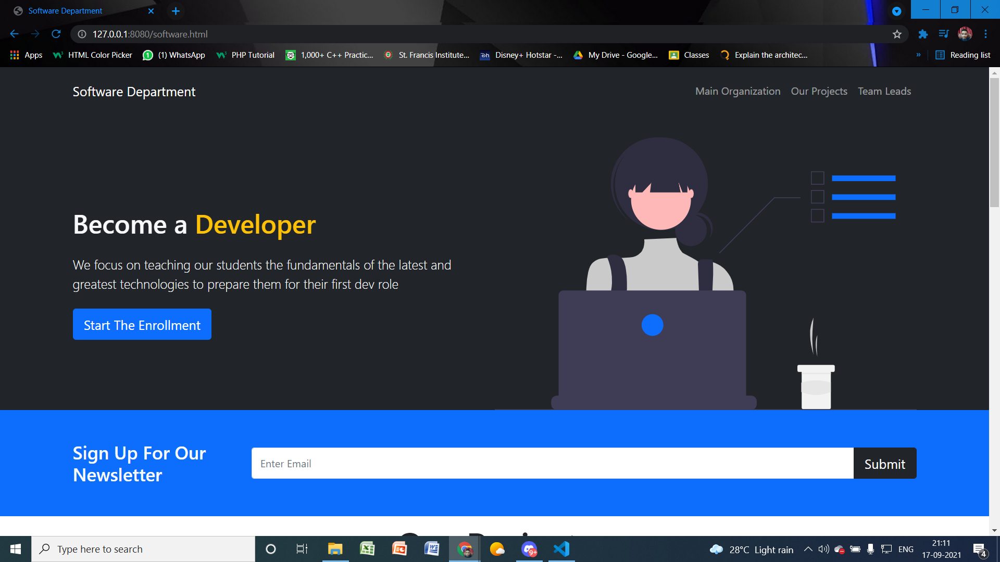 Software Department
127.0.0.1:8080/software.html
Apps
HTML Color Picker
(1) WhatsApp
PHP Tutorial
1,000+ C++ Practic...
St. Francis Institute...
Disney+ Hotstar -...
My Drive - Google...
Classes
Explain the architec...
»
Reading list
Software Department
Main Organization
Our Projects
Team Leads
Become a Developer
We focus on teaching our students the fundamentals of the latest and
greatest technologies to prepare them for their first dev role
Start The Enrollment
Sign Up For Our
Newsletter
Enter Email
Submit
Type here to search
9+
28°C Light rain
ENG
21:11
17-09-2021
4